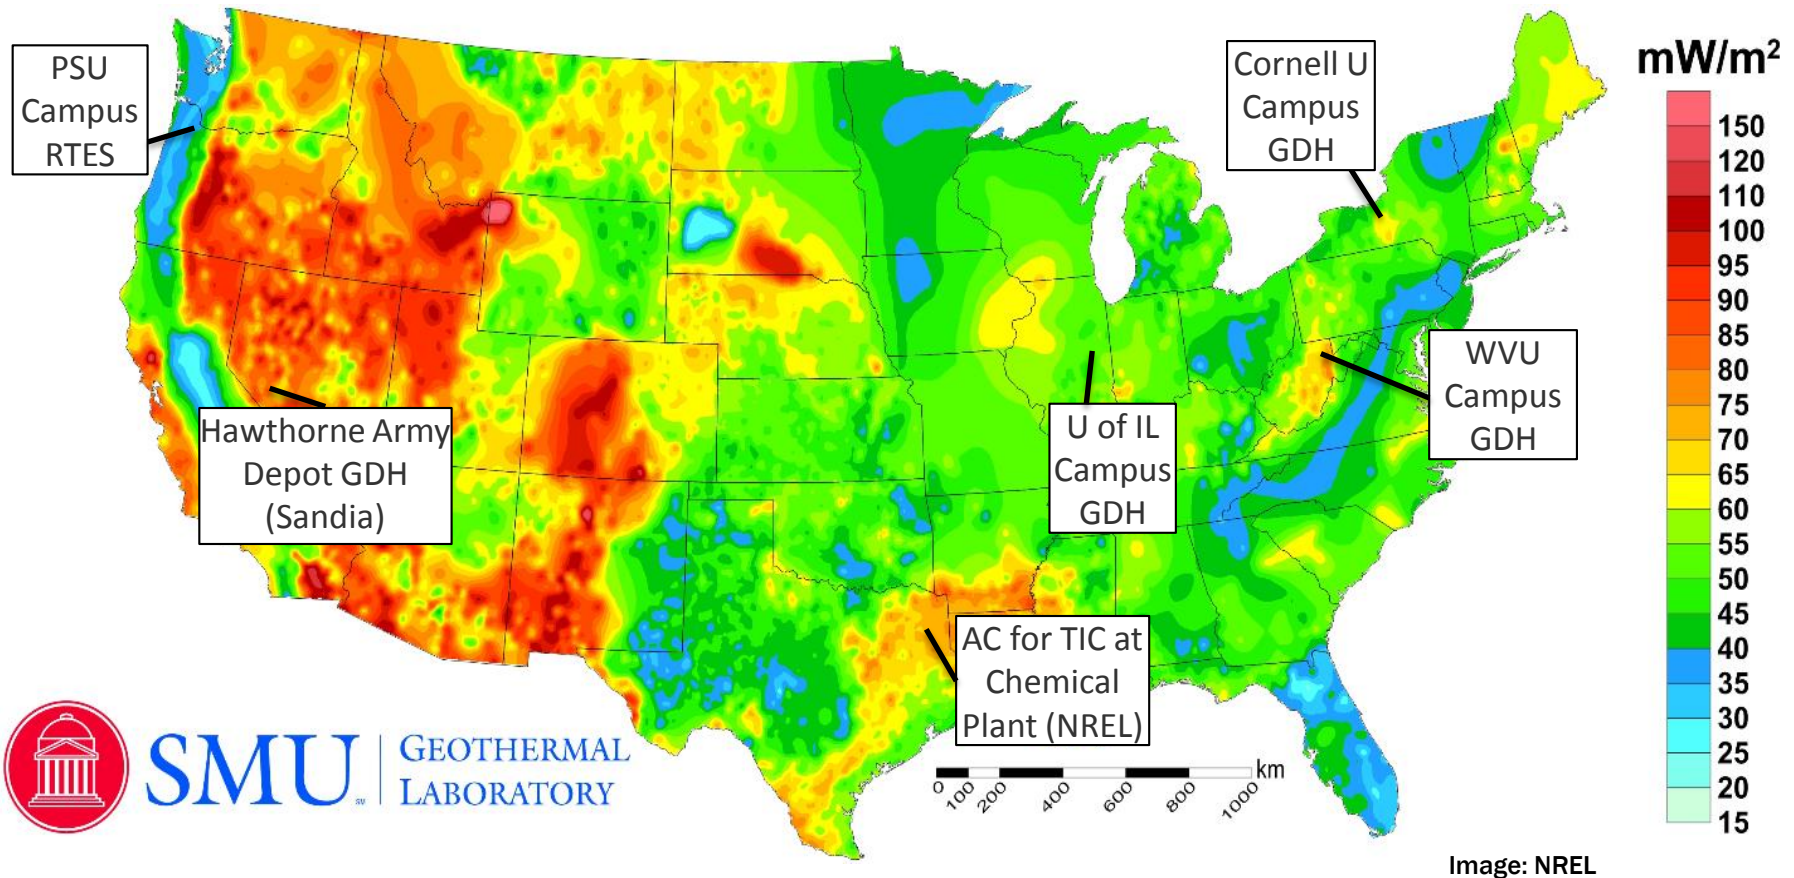 PSU
Campus
RTES
Cornell U
Campus
GDH
mW/m²
150
120
110
100
95
90
85
80
75
70
65
60
55
50
45
40
35
30
25
20
15
WVU
Campus
GDH
Hawthorne Army
Depot GDH
(Sandia)
U of IL
Campus
GDH
AC for TIC at
Chemical
Plant (NREL)
SMU
GEOTHERMAL
LABORATORY
km
0 100 200 400 600 800 1000
Image: NREL